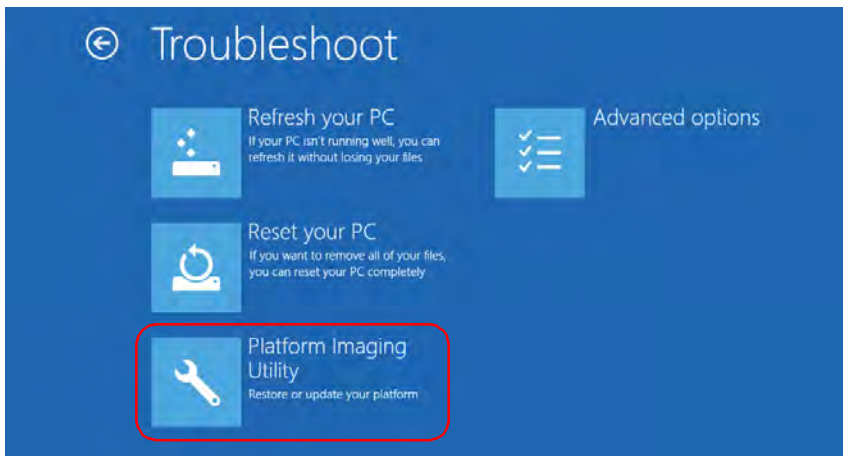 Troubleshoot
Refresh your PC
If your PC isn't running well, you can
refresh it without losing your files
Advanced options
Reset your PC
If you want to remove all of your files,
you can reset your PC completely
Platform Imaging
Utility
Restore or update your platform